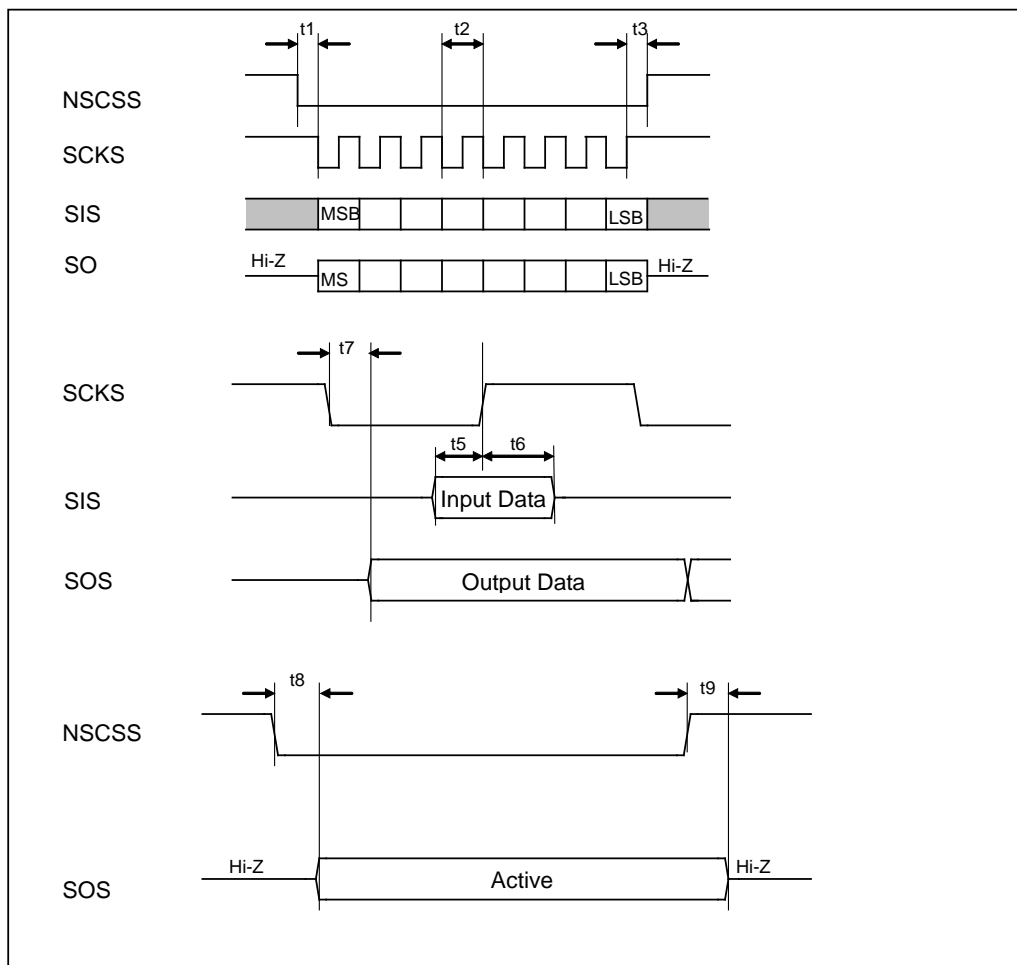 t1 t2 t3
NSCSS
SCKS
SIS MSB LSB
SO Hi-Z MS LSB Hi-Z
t7
SCKS
t5 t6
SIS Input Data
SOS Output Data
t8 t9
NSCSS
Hi-Z Active Hi-Z
SOS